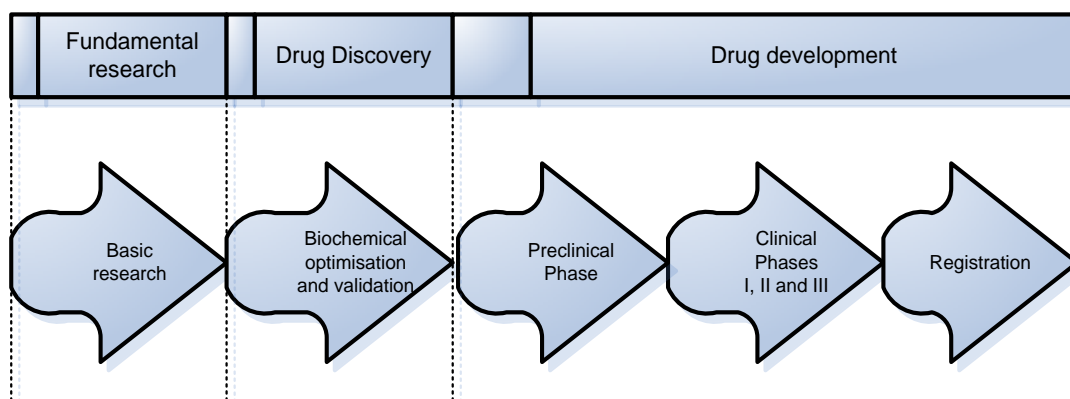 Fundamental
research
Drug Discovery
Drug development
Basic
research
Biochemical
optimisation
and validation
Preclinical
Phase
Clinical
Phases
I, II and III
Registration